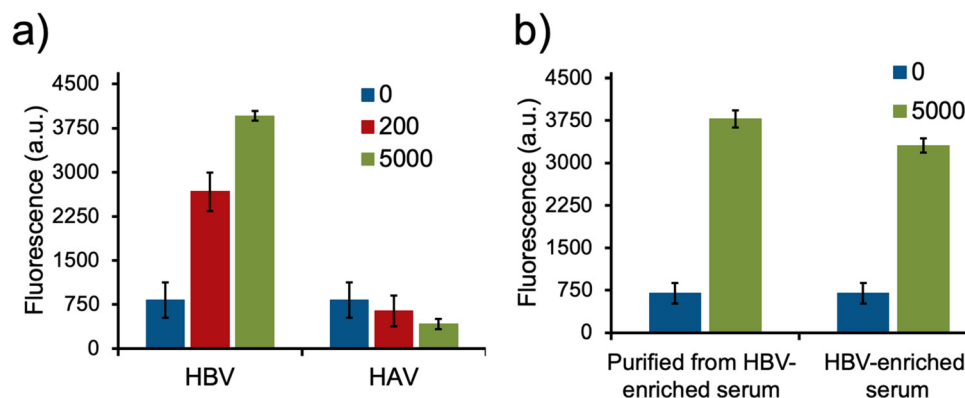 a)
Fluorescence (a.u.)
4500
3750
3000
2250
1500
750
0
0
200
5000
HBV
HAV
b)
Fluorescence (a.u.)
4500
3750
3000
2250
1500
750
0
0
5000
Purified from HBV-
enriched serum
HBV-enriched
serum